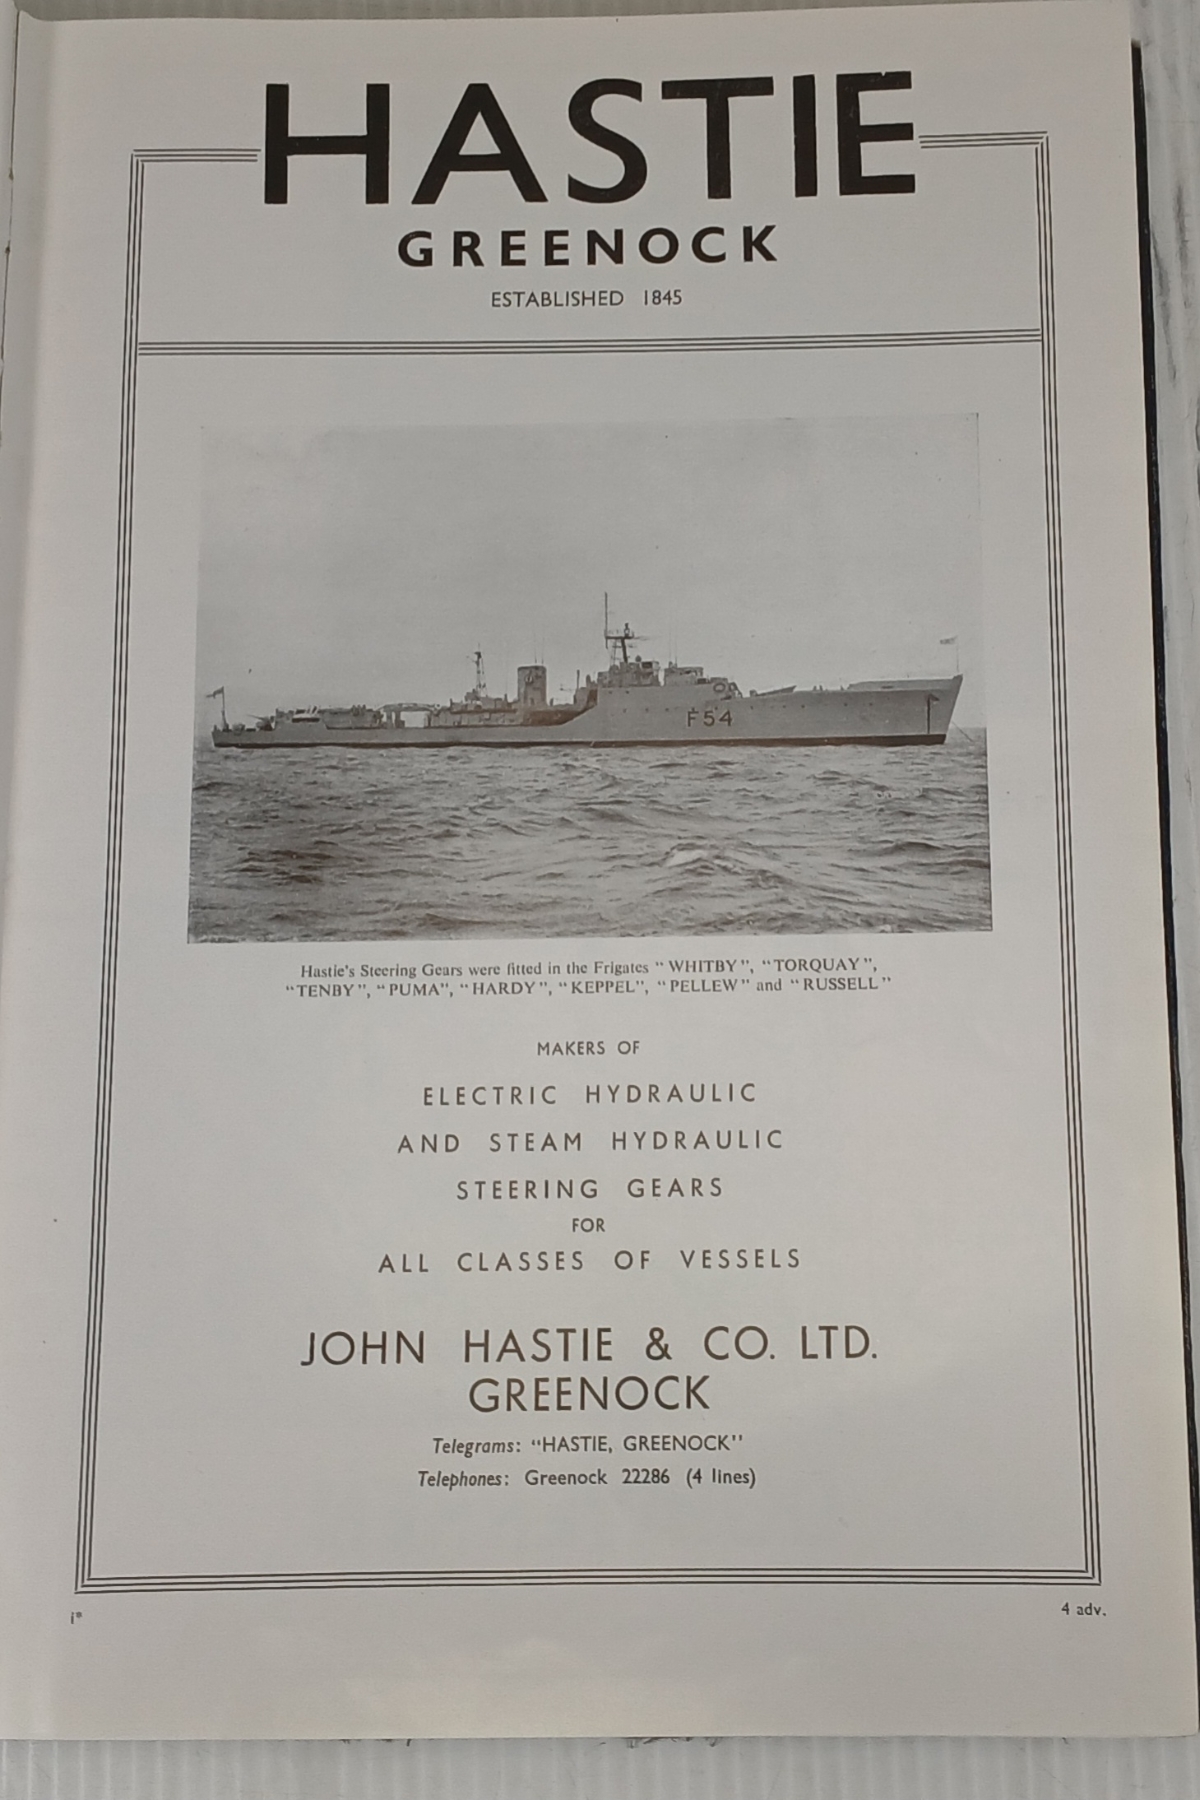 HASTIE
GREENOCK
ESTABLISHED 1845
F54
Hastie's Steering Gears were fitted in the Frigates "WHITBY", "TORQUAY",
"TENBY", "PUMA", "HARDY", "KEPPEL", "PELLEW" and "RUSSELL"
MAKERS OF
ELECTRIC HYDRAULIC
AND STEAM HYDRAULIC
STEERING GEARS
FOR
ALL CLASSES OF VESSELS
JOHN HASTIE & CO. LTD.
GREENOCK
Telegrams: "HASTIE, GREENOCK"
Telephones: Greenock 22286 (4 lines)
i*
4 adv.